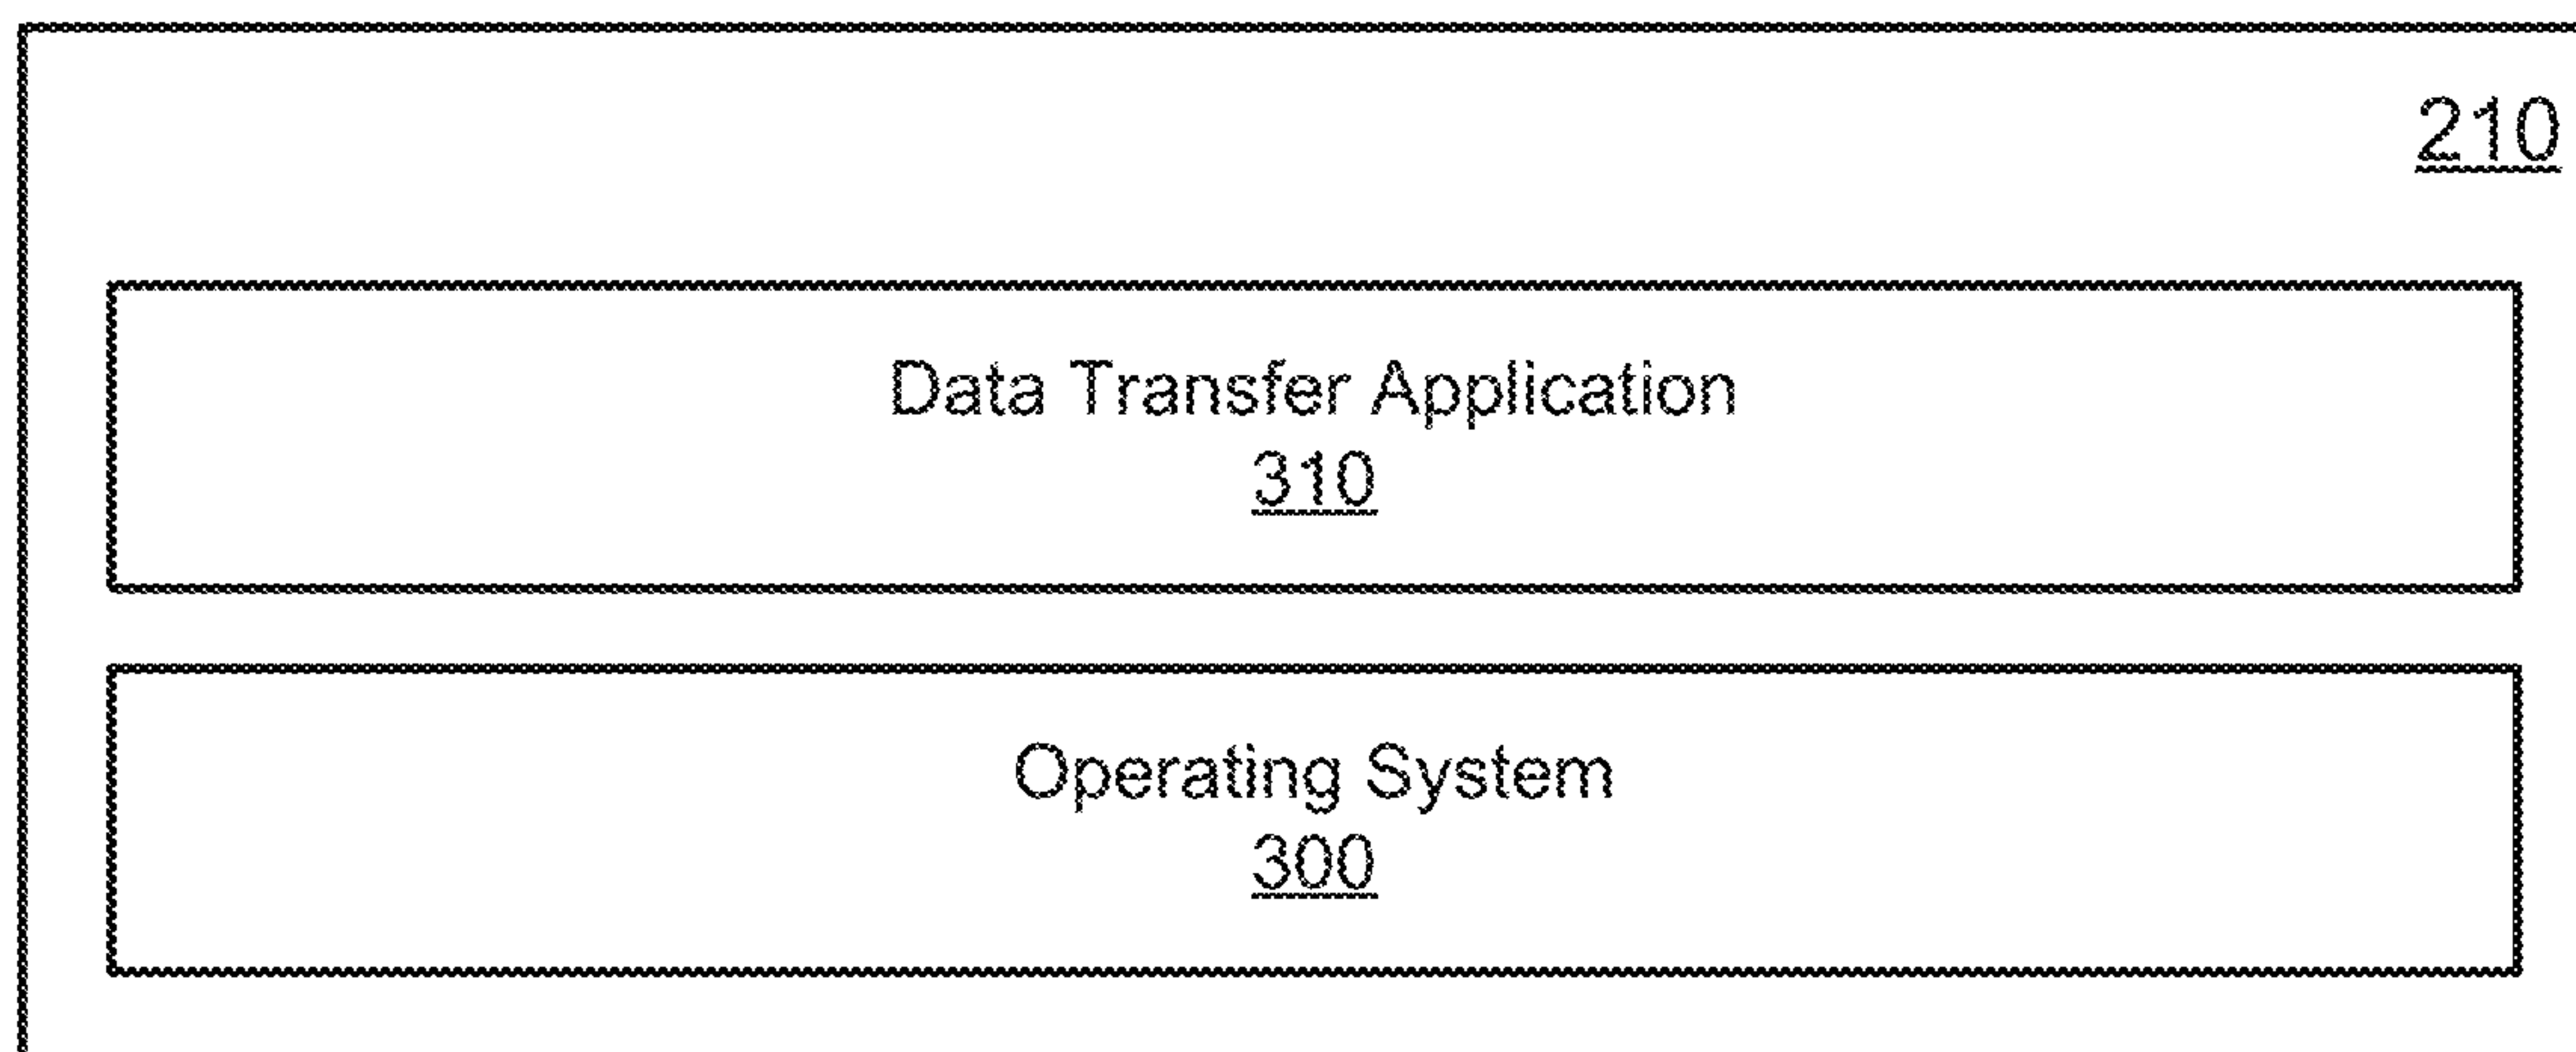 210
Data Transfer Application
310
Operating System
300